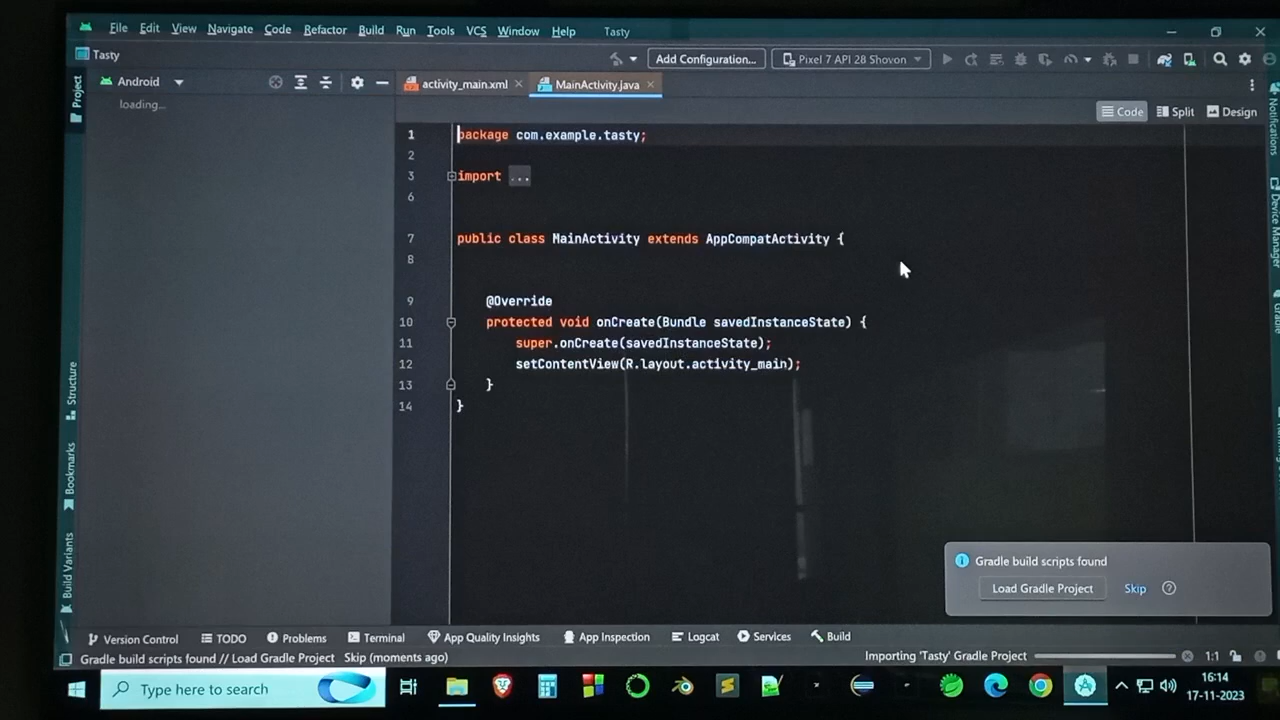 File Edit View Navigate Code Refactor Build Run Tools VCS Window Help Tasty
Tasty
Add Configuration...
Pixel 7 API 28 Shovon
Project
Android
activity_main.xml
MainActivity.java
loading...
Code
Split
Design
Notifications
Device Manager
Gradle
1 package com.example.tasty;
2
3 import ...
6
7 public class MainActivity extends AppCompatActivity {
8
9 @Override
10 protected void onCreate(Bundle savedInstanceState) {
11 super.onCreate(savedInstanceState);
12 setContentView(R.layout.activity_main);
13 }
14 }
Structure
Bookmarks
Build Variants
Gradle build scripts found
Load Gradle Project Skip
Version Control TODO Problems Terminal App Quality Insights App Inspection Logcat Services Build
Gradle build scripts found // Load Gradle Project Skip (moments ago)
Importing 'Tasty' Gradle Project
1:1
Type here to search
16:14
17-11-2023